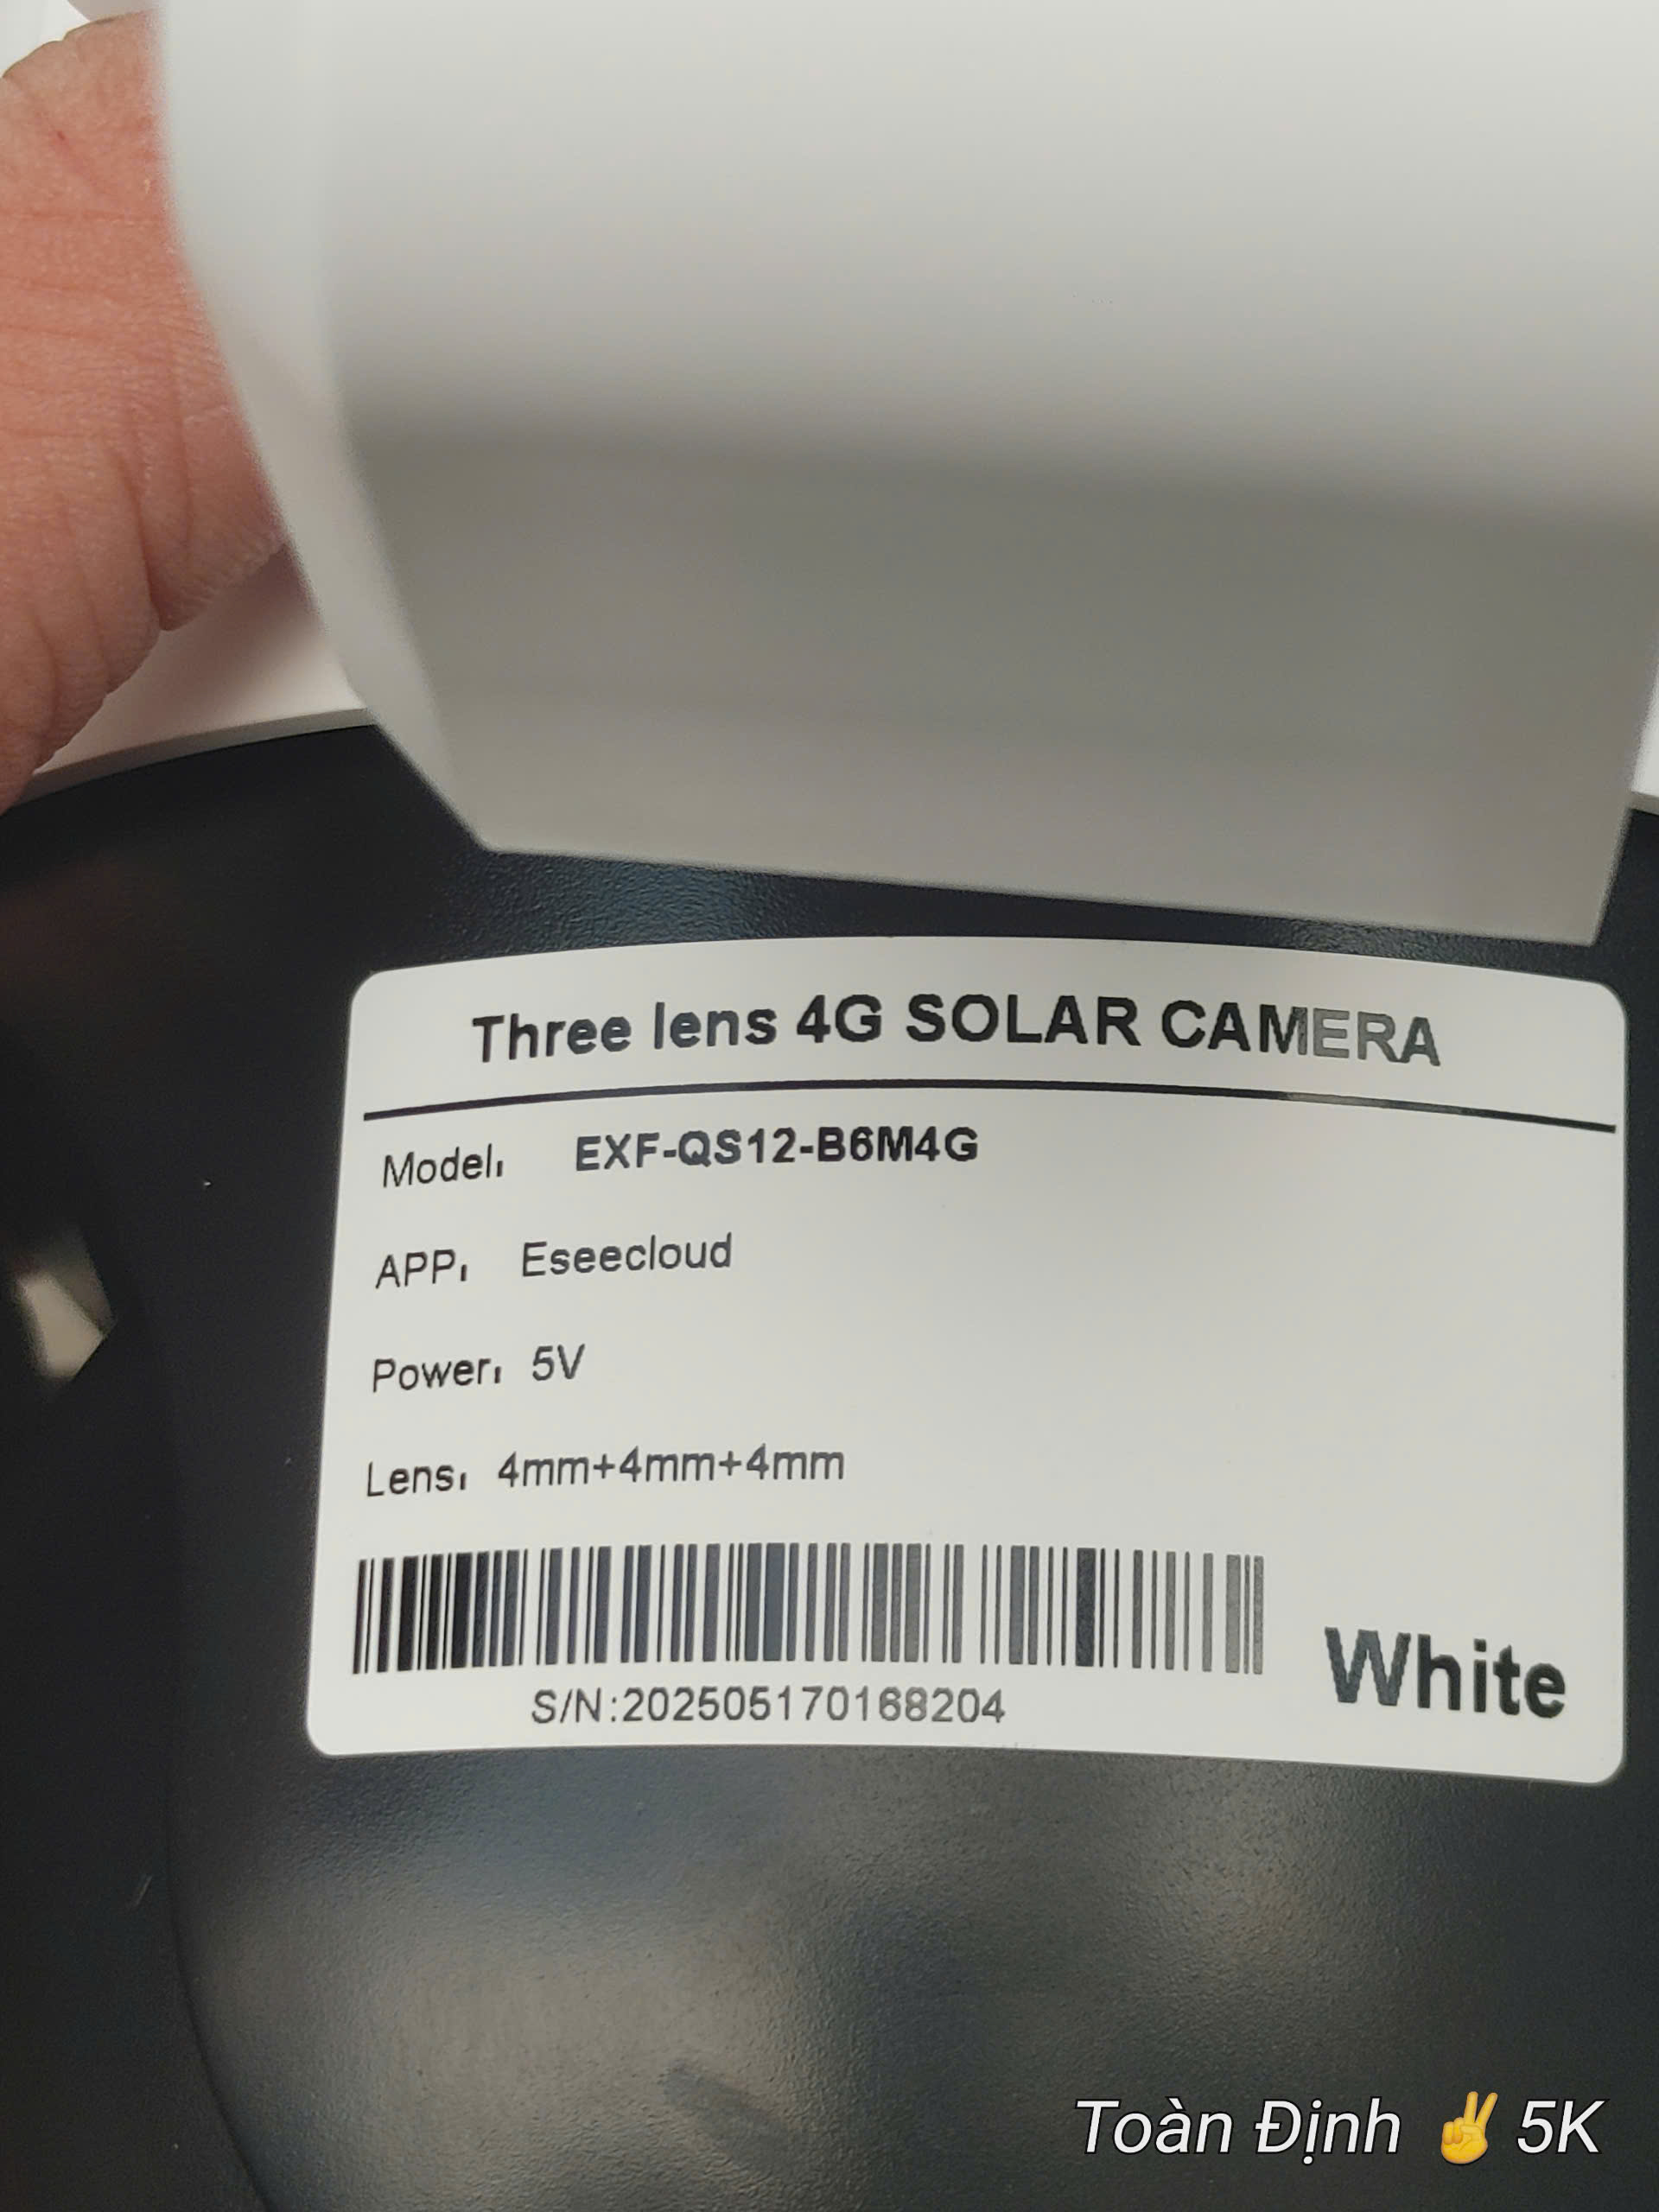 Three lens 4G SOLAR CAMERA
Model: EXF-QS12-B6M4G
APP: Eseecloud
Power: 5V
Lens: 4mm+4mm+4mm
S/N:202505170168204
White
Toàn Định ✌ 5K